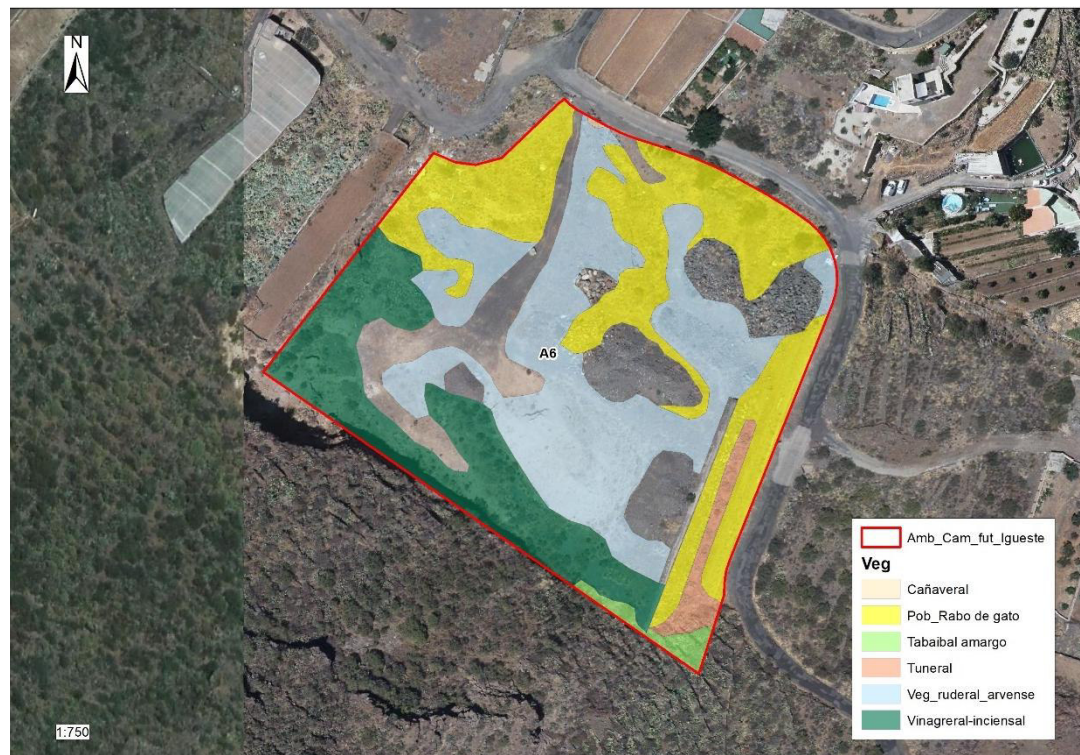 N
A6
Amb_Cam_fut_Igueste
Veg
Cañaveral
Pob_Rabo de gato
Tabaibal amargo
Tuneral
Veg_ruderal_arvense
Vinagreral-inciensal
1:750